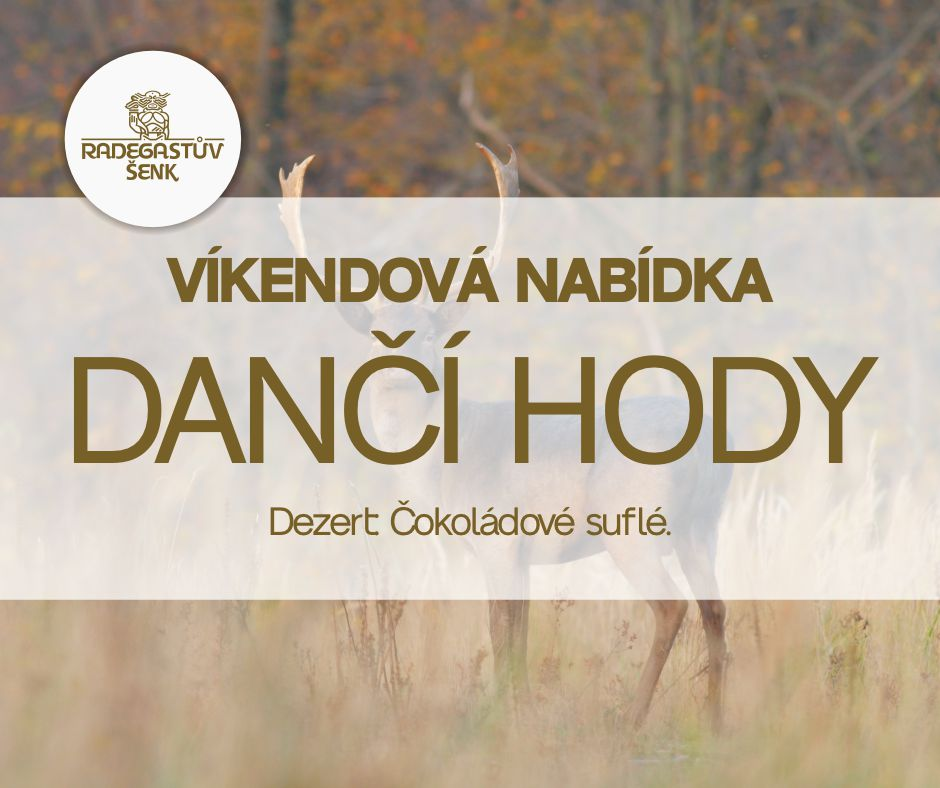 RADEGASTŮV
ŠENK
VÍKENDOVÁ NABÍDKA
DANČÍ HODY
Dezert: Čokoládové suflé.